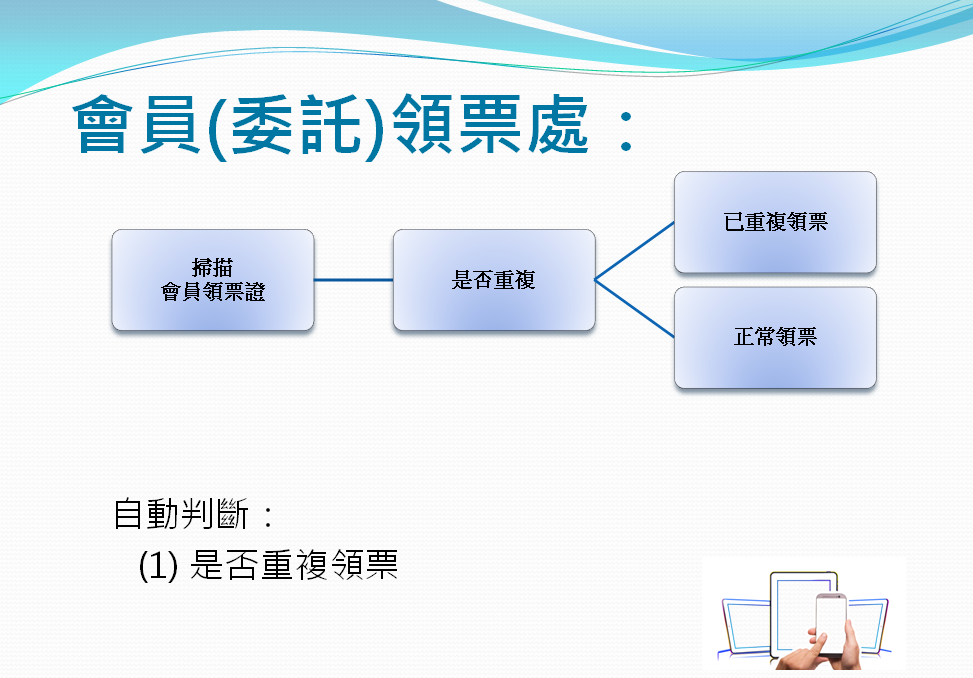 會員(委託)領票處：
掃描
會員領票證
是否重複
已重複領票
正常領票
自動判斷：
(1) 是否重複領票